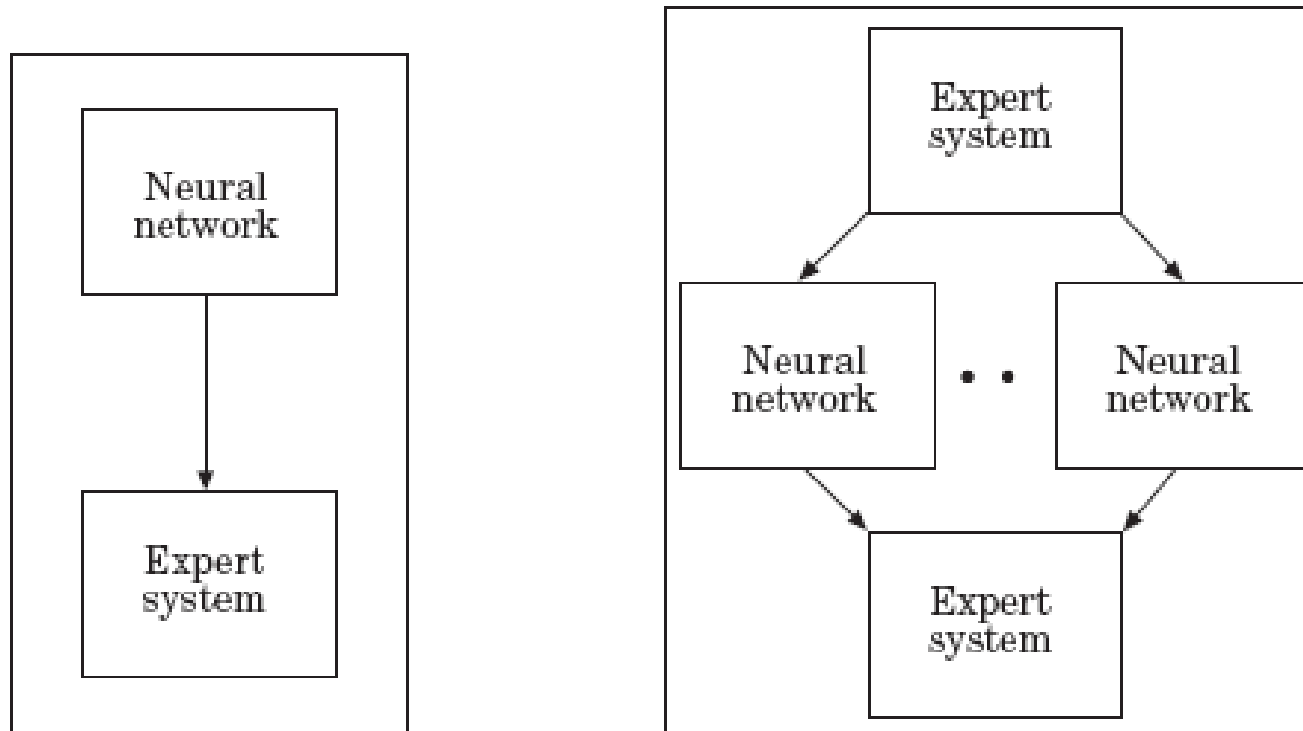 Neural
network
Expert
system
Expert
system
Neural
network
Neural
network
Expert
system